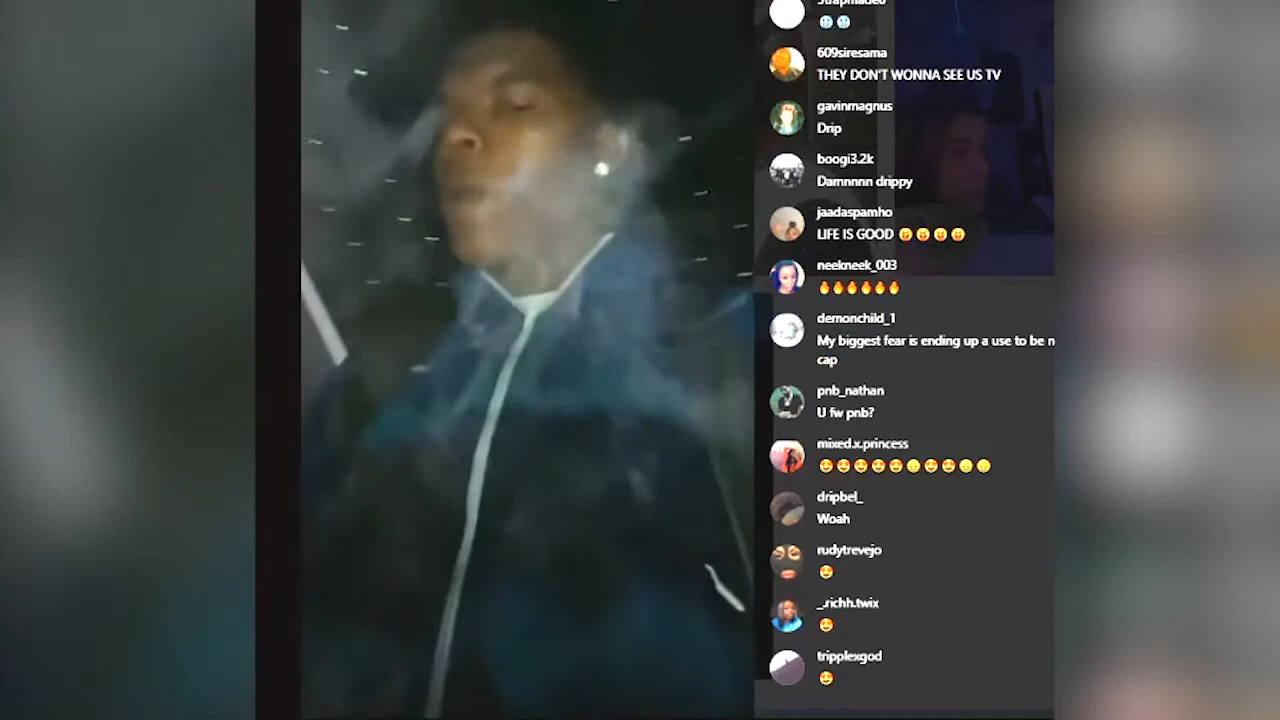 609siresama
THEY DON'T WONNA SEE US TV
gavinmagnus
Drip
boogi3.2k
Damnnnn drippy
jaadaspamho
LIFE IS GOOD 😝 😝 😝 😝
neekneek_003
🔥🔥🔥🔥🔥🔥
demonchild_1
My biggest fear is ending up a use to be n
cap
pnb_nathan
U fw pnb?
mixed.x.princess
🤩🤩🤩🤩🤩😞🤩🤩😞😞
dripbel_
Woah
rudytrevejo
🤩
_.richh.twix
🤩
tripplexgod
🤩